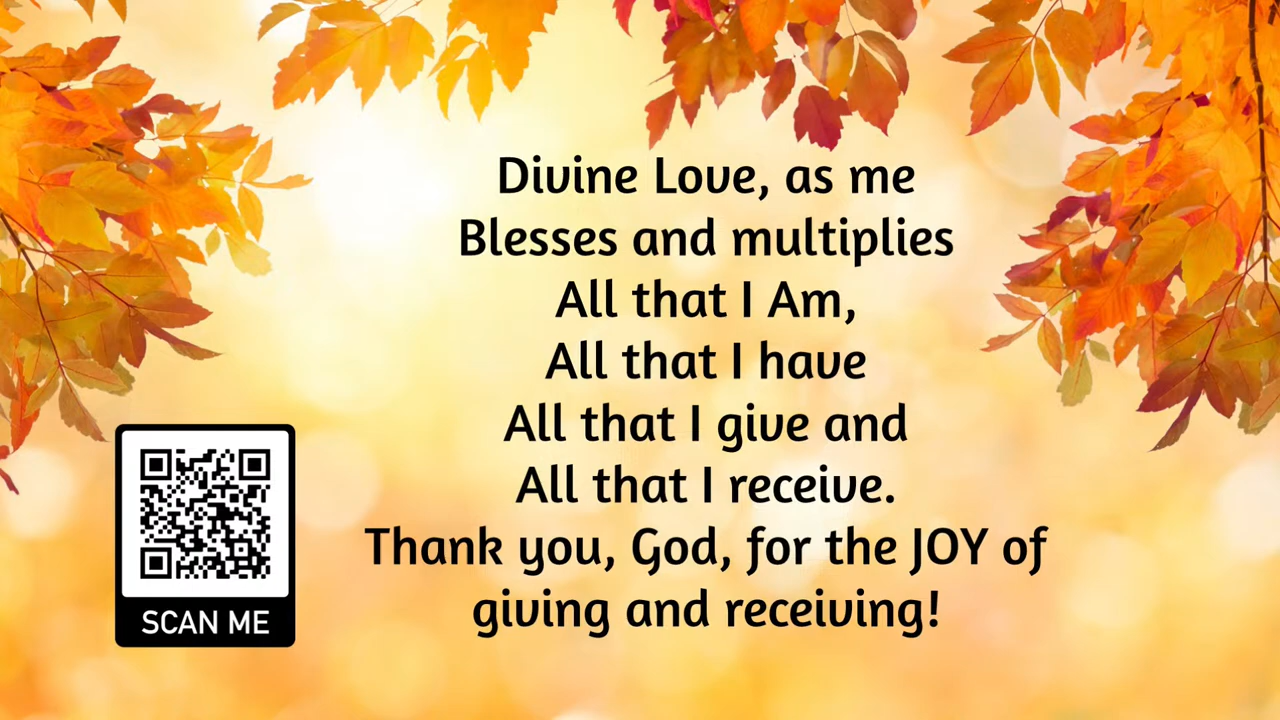 Divine Love, as me
Blesses and multiplies
All that I Am,
All that I have
All that I give and
All that I receive.
Thank you, God, for the JOY of
giving and receiving!
SCAN ME